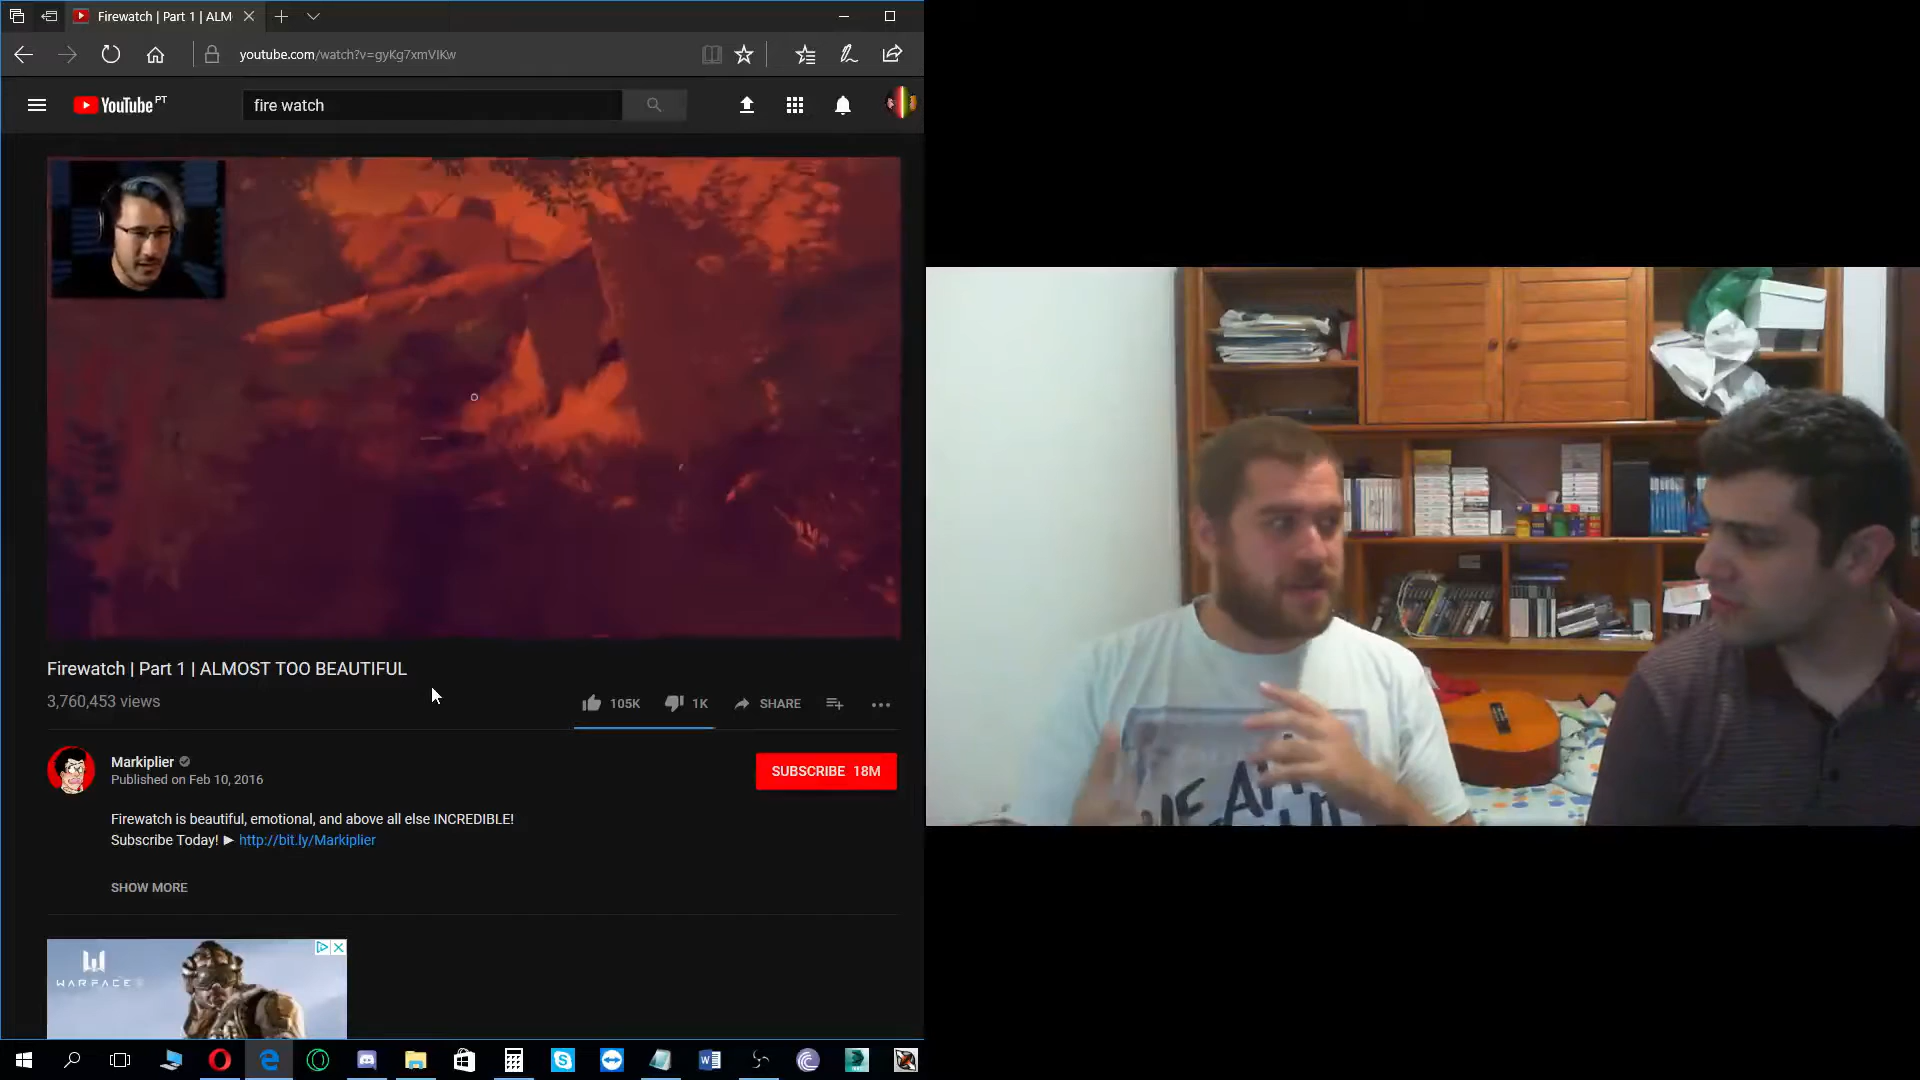 Firewatch | Part 1 | ALM
youtube.com/watch?v=gyKg7xmVlKw
YouTube PT
fire watch
Firewatch | Part 1 | ALMOST TOO BEAUTIFUL
3,760,453 views
105K
1K
SHARE
Markiplier
Published on Feb 10, 2016
SUBSCRIBE 18M
Firewatch is beautiful, emotional, and above all else INCREDIBLE!
Subscribe Today! ► http://bit.ly/Markiplier
SHOW MORE
WARFACE